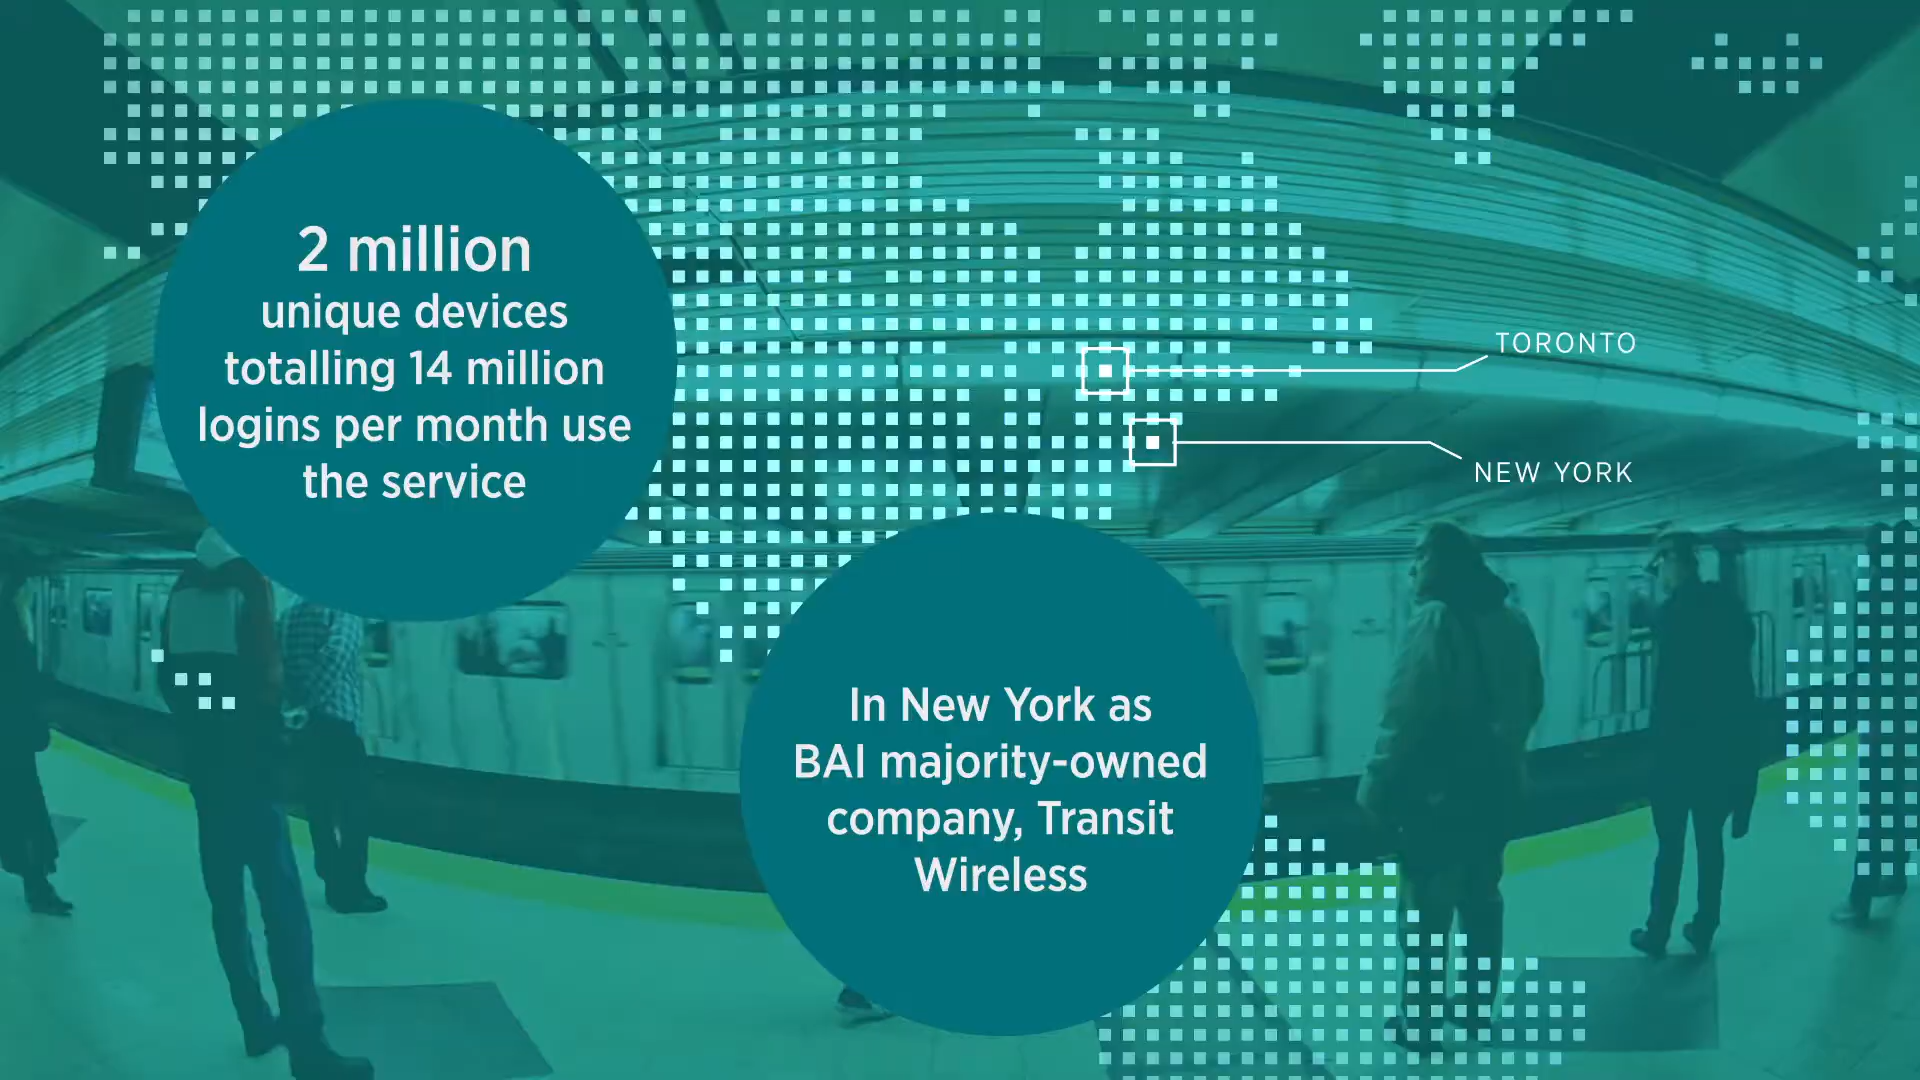 2 million
unique devices
totalling 14 million
logins per month use
the service
TORONTO
NEW YORK
In New York as
BAI majority-owned
company, Transit
Wireless